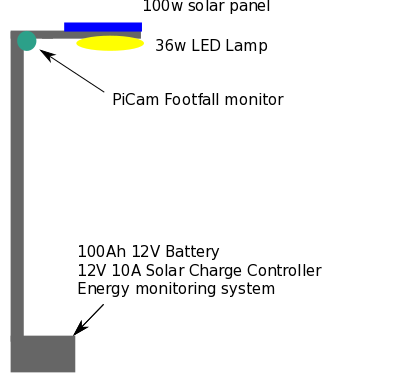 100w solar panel
36w LED Lamp
PiCam Footfall monitor
100Ah 12V Battery
12V 10A Solar Charge Controller
Energy monitoring system